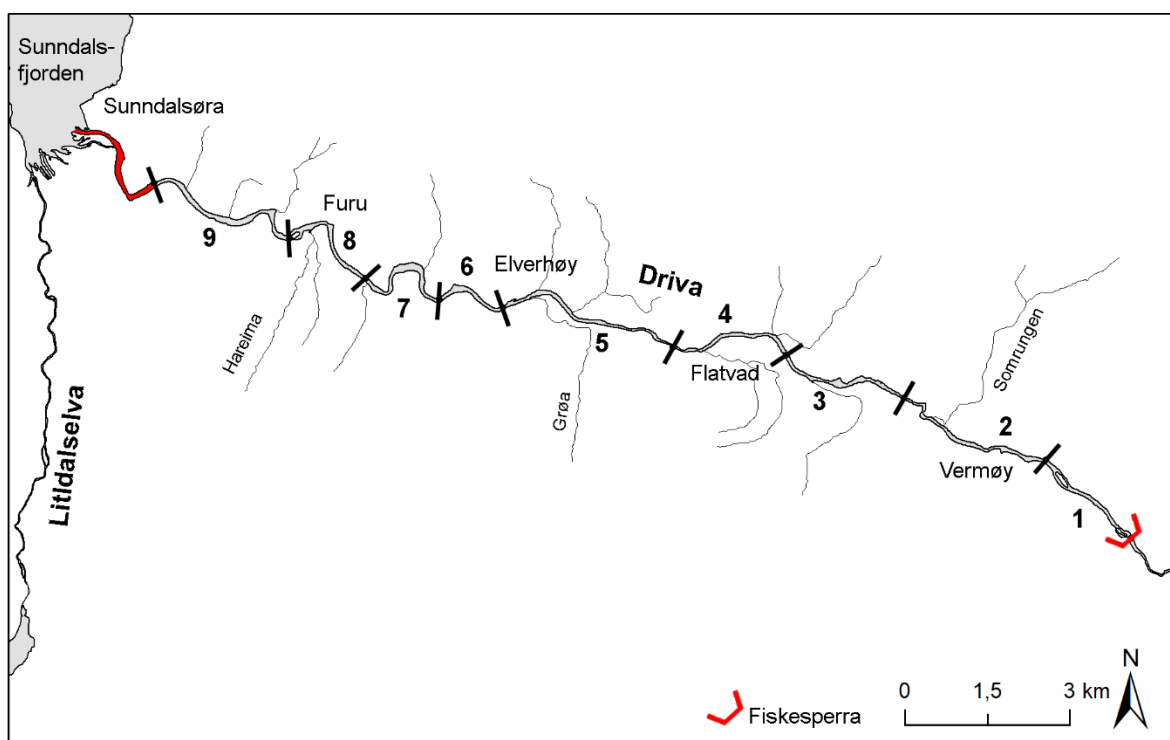 Sunndals-
fjorden
Sunndalsøra
Furu
9
8
Elverhøy
6
Driva
4
7
Hareima
5
Grøa
Flatvad
3
Somrungen
2
Vermøy
1
Litldalselva
N
0 1,5 3 km
Fiskesperra